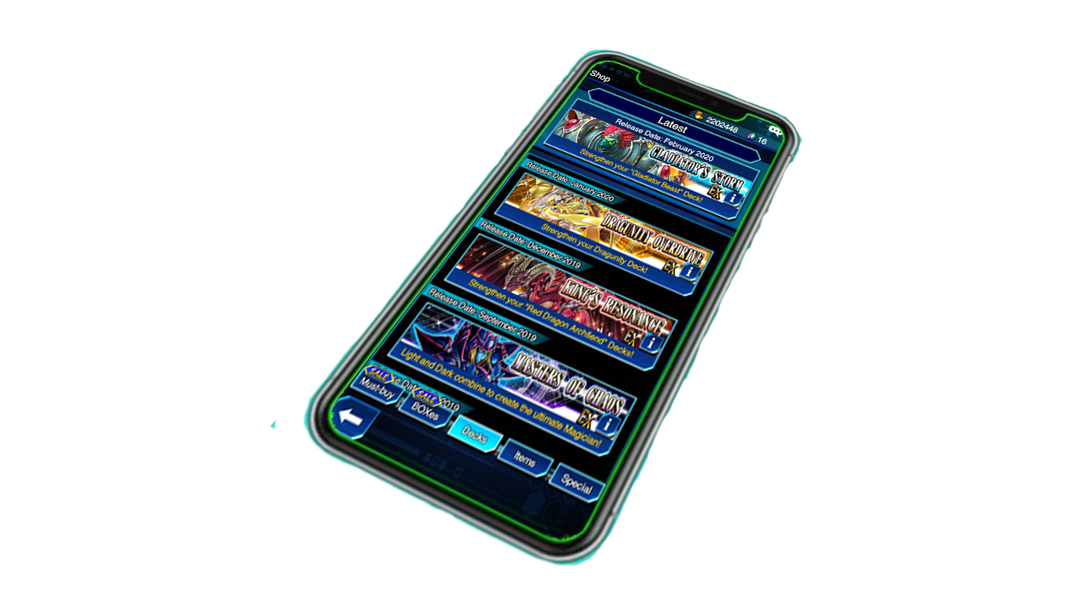 Shop
2202448
16
Latest
Release Date: February 2020
GLADIATOR'S STORM
EX
Strengthen your "Gladiator Beast" Deck!
Release Date: January 2020
DRAGUNITY OVERDRIVE
EX
Strengthen your Dragunity Deck!
Release Date: December 2019
KING'S RESONANCE
EX
Strengthen your "Red Dragon Archfiend" Decks!
Release Date: September 2019
MASTERS OF CHAOS
EX
Light and Dark combine to create the ultimate Magician!
2019
SALE
SALE
Must-buy
BOXes
Decks
Items
Special